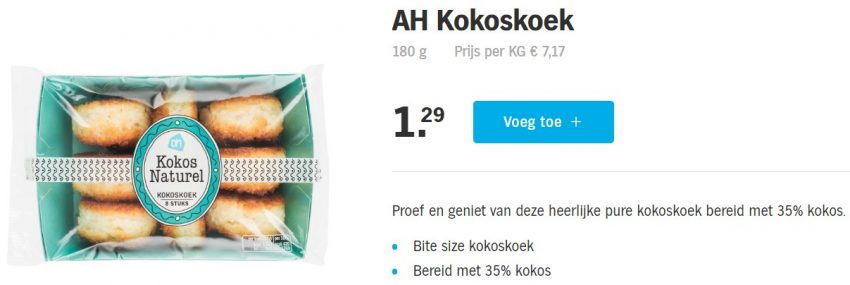 AH Kokoskoek
180 g Prijs per KG € 7,17
1.29
Voeg toe +
Kokos
Naturel
KOKOSKOEK
8 STUKS
Proef en geniet van deze heerlijke pure kokoskoek bereid met 35% kokos.
• Bite size kokoskoek
• Bereid met 35% kokos